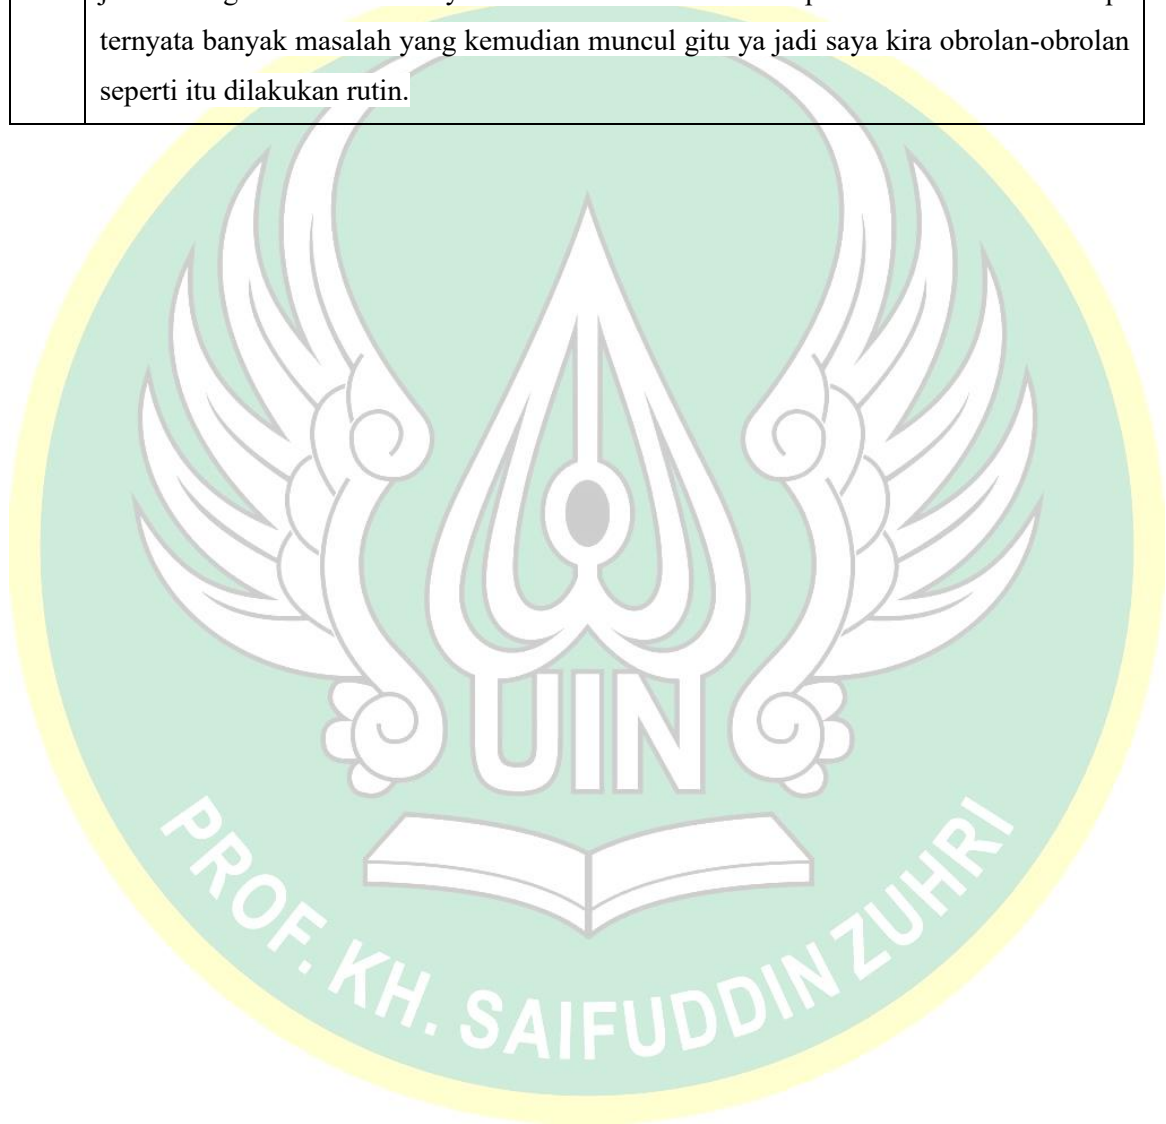 ternyata banyak masalah yang kemudian muncul gitu ya jadi saya kira obrolan-obrolan
seperti itu dilakukan rutin.
UIN
PROF. KH. SAIFUDDIN ZUHRI